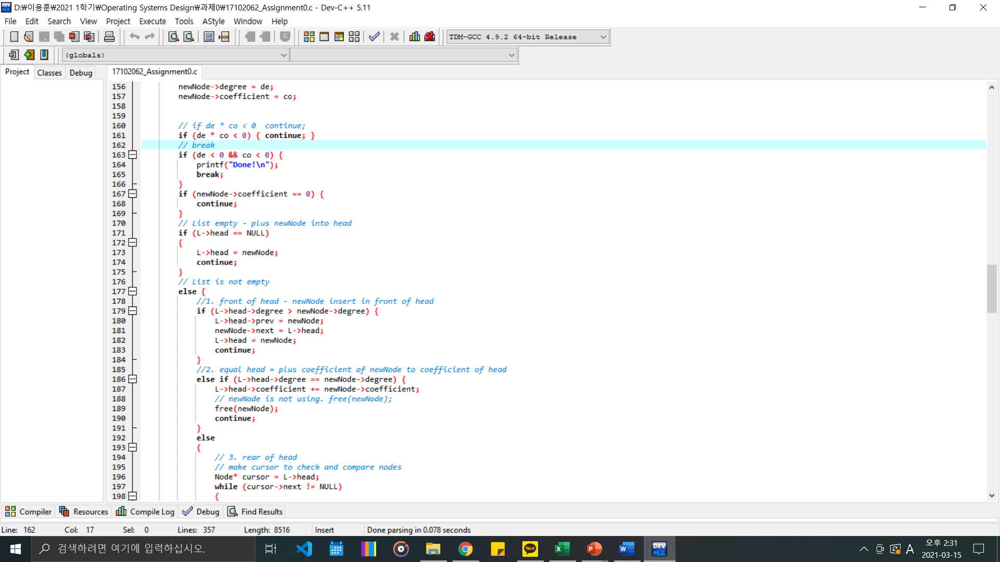 D:\이용훈\2021 1학기\Operating Systems Design\과제0\17102062_Assignment0.c - Dev-C++ 5.11
File Edit Search View Project Execute Tools AStyle Window Help
TDM-GCC 4.9.2 64-bit Release
(globals)
Project Classes Debug
17102062_Assignment0.c
156 newNode->degree = de;
157 newNode->coefficient = co;
158
159
160 // if de * co < 0  continue;
161 if (de * co < 0) { continue; }
162 // break
163 if (de < 0 && co < 0) {
164 printf("Done!\n");
165 break;
166 }
167 if (newNode->coefficient == 0) {
168 continue;
169 }
170 // List empty - plus newNode into head
171 if (L->head == NULL)
172 {
173 L->head = newNode;
174 continue;
175 }
176 // List is not empty
177 else {
178 //1. front of head - newNode insert in front of head
179 if (L->head->degree > newNode->degree) {
180 L->head->prev = newNode;
181 newNode->next = L->head;
182 L->head = newNode;
183 continue;
184 }
185 //2. equal head = plus coefficient of newNode to coefficient of head
186 else if (L->head->degree == newNode->degree) {
187 L->head->coefficient += newNode->coefficient;
188 // newNode is not using. free(newNode);
189 free(newNode);
190 continue;
191 }
192 else
193 {
194 // 3. rear of head
195 // make cursor to check and compare nodes
196 Node* cursor = L->head;
197 while (cursor->next != NULL)
198 {
Compiler Resources Compile Log Debug Find Results
Line: 162 Col: 17 Sel: 0 Lines: 357 Length: 8516 Insert Done parsing in 0.078 seconds
검색하려면 여기에 입력하십시오.
TALK
DEV
C++
A
오후 2:31
2021-03-15